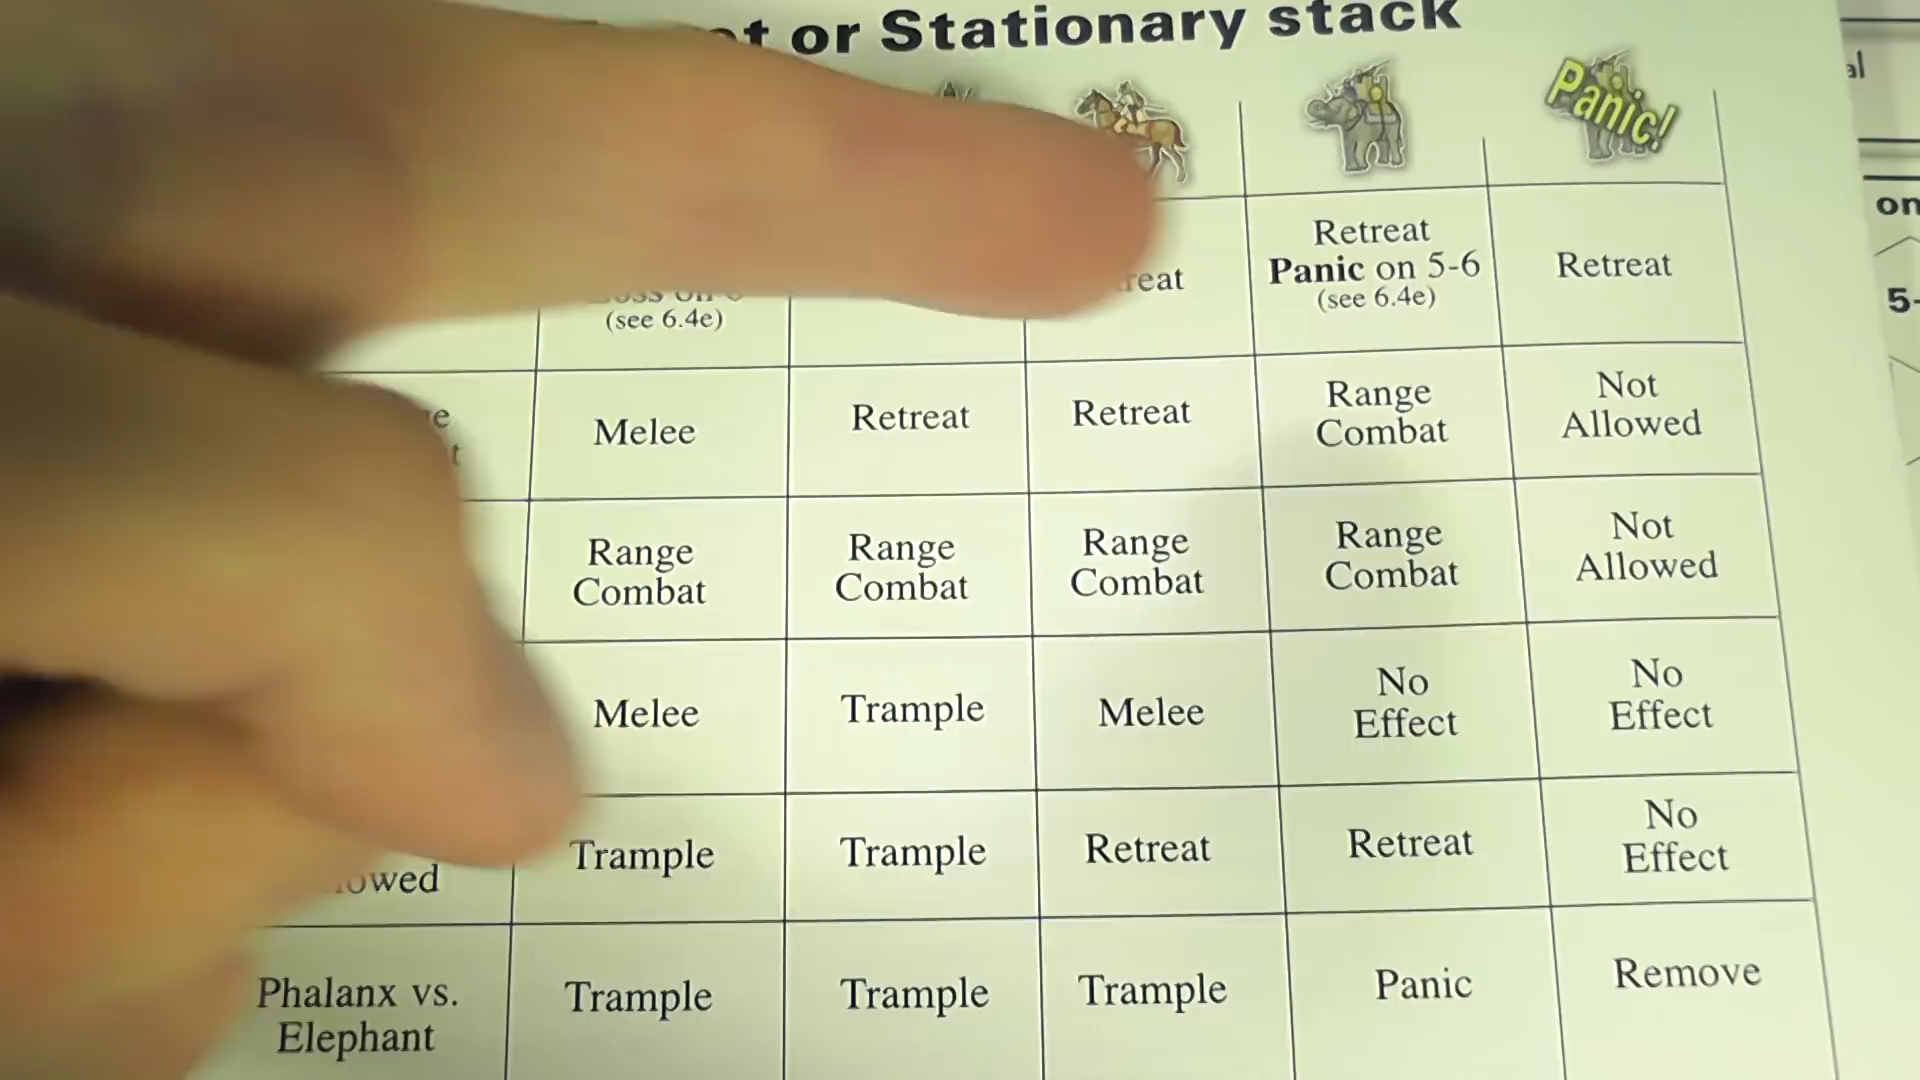 or Stationary stack
Panic!
Retreat
Panic on 5-6
(see 6.4e)
Retreat
(see 6.4e)
Melee
Retreat
Retreat
Range
Combat
Not
Allowed
Range
Combat
Range
Combat
Range
Combat
Range
Combat
Not
Allowed
Melee
Trample
Melee
No
Effect
No
Effect
Trample
Trample
Retreat
Retreat
No
Effect
Phalanx vs.
Elephant
Trample
Trample
Trample
Panic
Remove